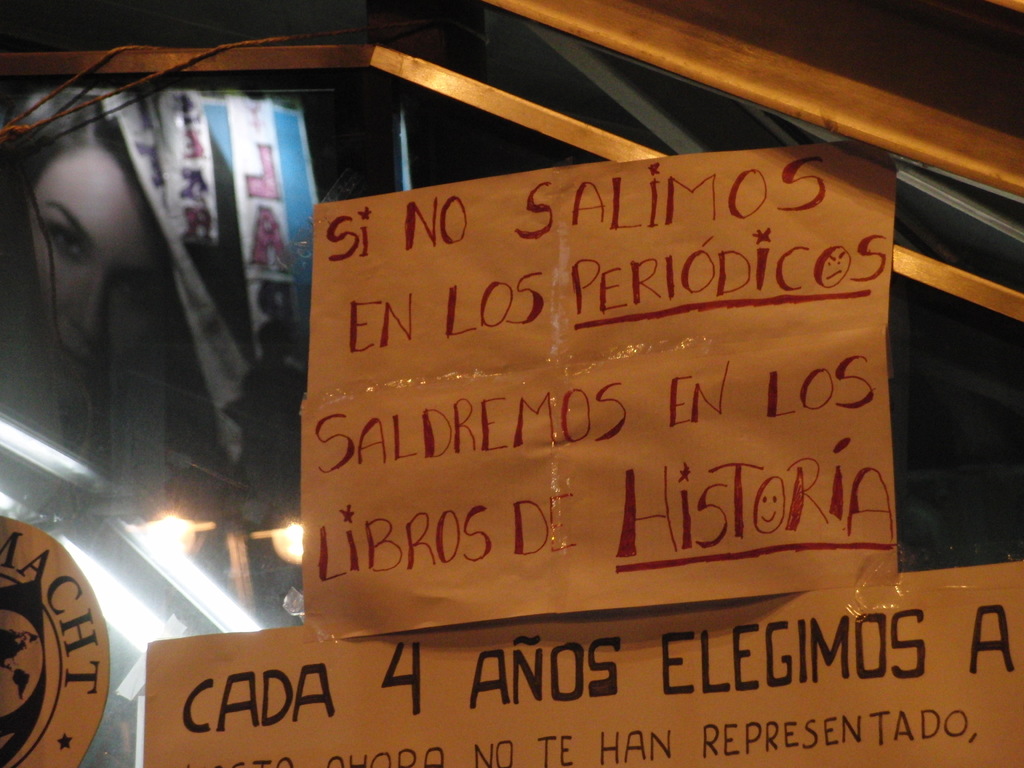 Si NO SALiMOS
EN LOS PERIÓDiCOS
SALDREMOS EN LOS
LiBROS DE HiSTORÍA
CADA 4 AÑOS ELEGIMOS A
AHORA NO TE HAN REPRESENTADO,
MACHT